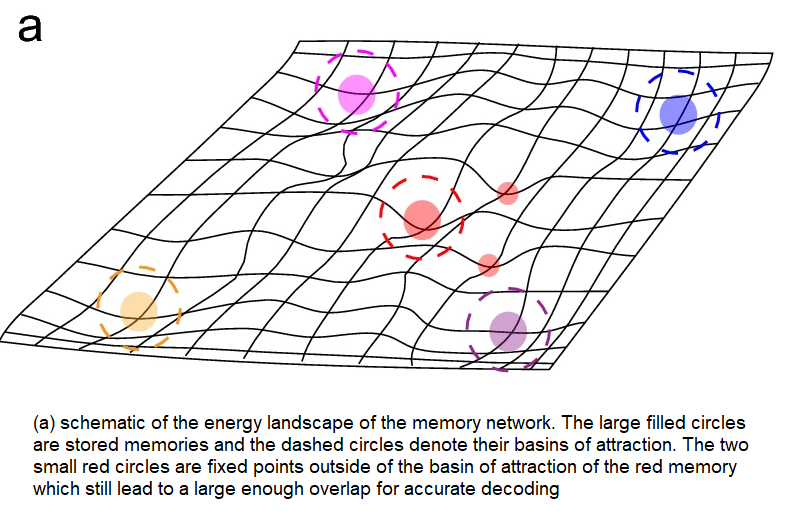 a
(a) schematic of the energy landscape of the memory network. The large filled circles
are stored memories and the dashed circles denote their basins of attraction. The two
small red circles are fixed points outside of the basin of attraction of the red memory
which still lead to a large enough overlap for accurate decoding